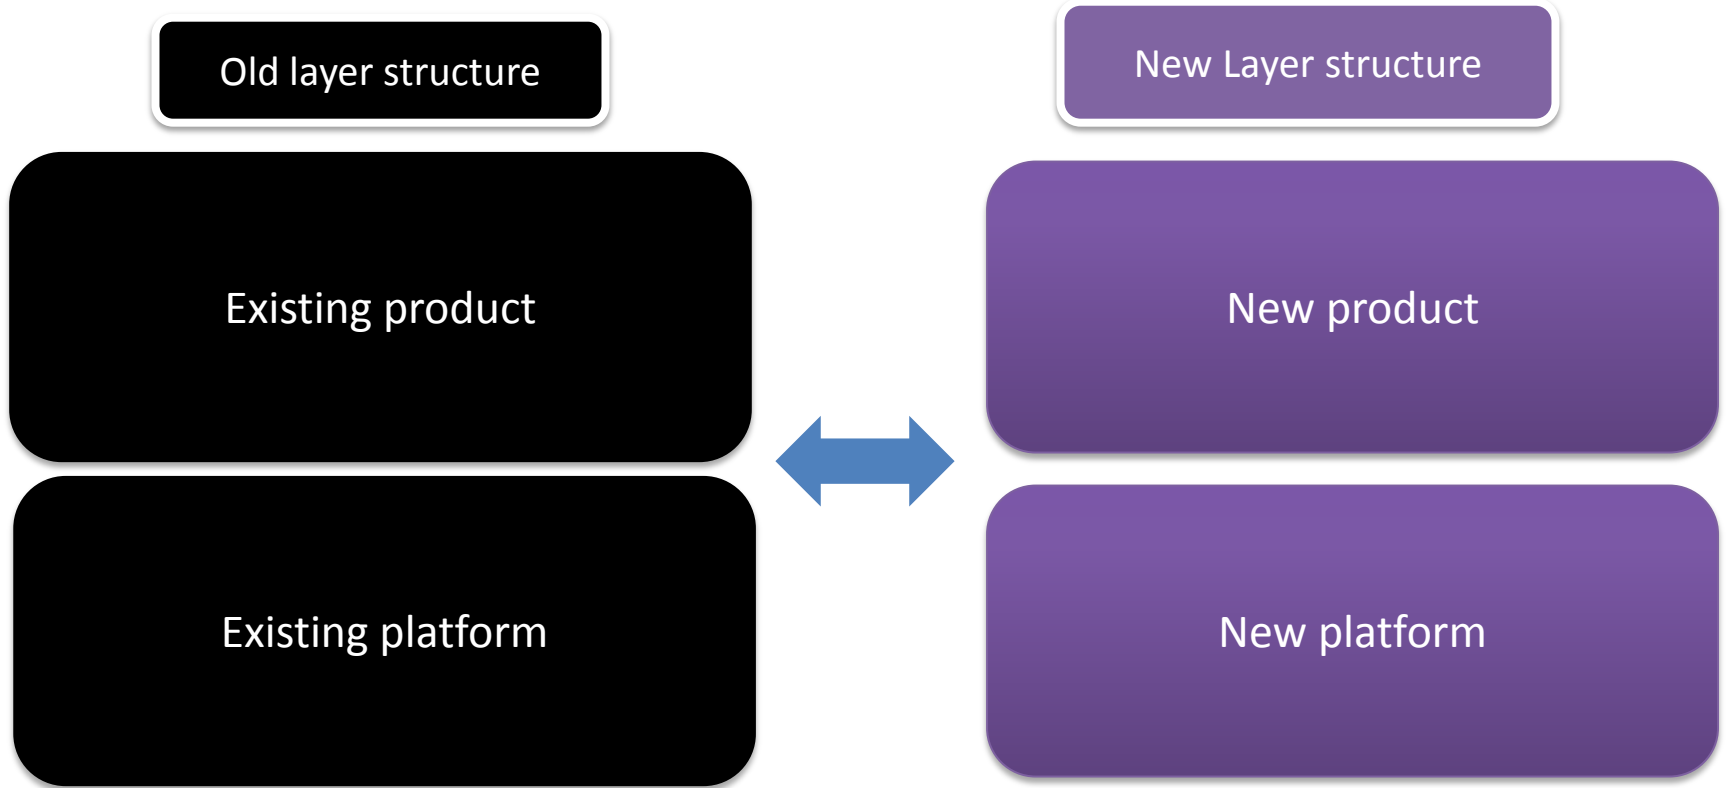 Old layer structure
New Layer structure
Existing product
New product
Existing platform
New platform